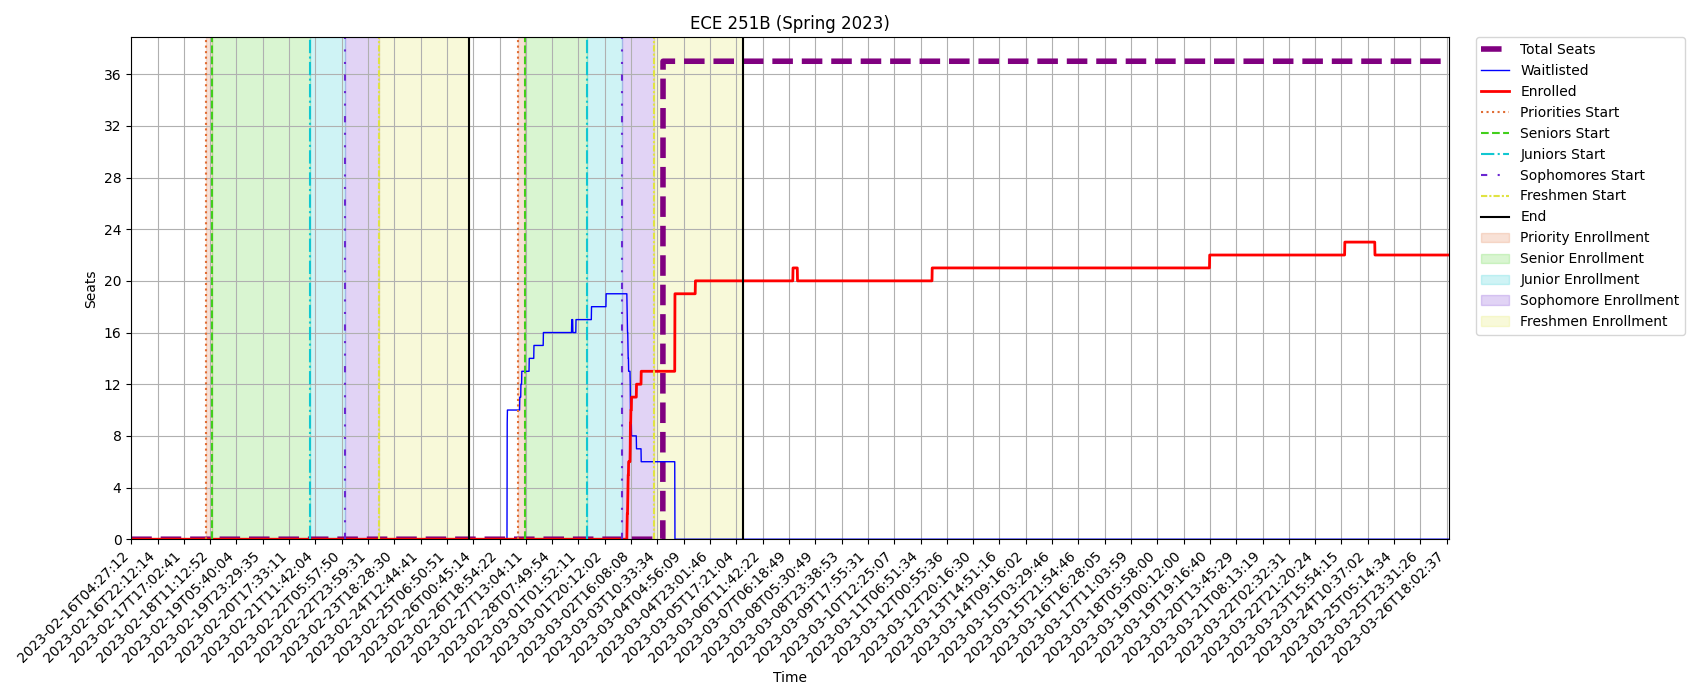 ECE 251B (Spring 2023)
Seats
36
32
28
24
20
16
12
8
4
0
2023-02-16T04:27:12
2023-02-16T22:12:14
2023-02-17T17:02:41
2023-02-18T11:12:52
2023-02-19T05:40:04
2023-02-19T23:29:35
2023-02-20T17:33:11
2023-02-21T11:42:04
2023-02-22T05:57:50
2023-02-22T23:59:31
2023-02-23T18:28:30
2023-02-24T12:44:41
2023-02-25T06:50:51
2023-02-26T00:45:14
2023-02-26T18:54:22
2023-02-27T13:04:11
2023-02-28T07:49:54
2023-03-01T01:52:11
2023-03-01T20:12:02
2023-03-02T16:08:08
2023-03-03T10:33:34
2023-03-04T04:56:09
2023-03-04T23:01:46
2023-03-05T17:21:04
2023-03-06T11:42:22
2023-03-07T06:18:49
2023-03-08T05:30:49
2023-03-08T23:38:53
2023-03-09T17:55:31
2023-03-10T12:25:07
2023-03-11T06:51:34
2023-03-12T00:55:36
2023-03-12T20:16:30
2023-03-13T14:51:16
2023-03-14T09:16:02
2023-03-15T03:29:46
2023-03-15T21:54:46
2023-03-16T16:28:05
2023-03-17T11:03:59
2023-03-18T05:58:00
2023-03-19T00:12:00
2023-03-19T19:16:40
2023-03-20T13:45:29
2023-03-21T08:13:19
2023-03-22T02:32:31
2023-03-22T21:20:24
2023-03-23T15:54:15
2023-03-24T10:37:02
2023-03-25T05:14:34
2023-03-25T23:31:26
2023-03-26T18:02:37
Time
Total Seats
Waitlisted
Enrolled
Priorities Start
Seniors Start
Juniors Start
Sophomores Start
Freshmen Start
End
Priority Enrollment
Senior Enrollment
Junior Enrollment
Sophomore Enrollment
Freshmen Enrollment